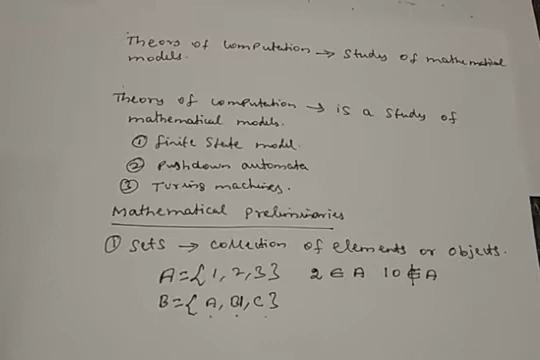 Theory of computation → Study of mathematical
models.
Theory of computation → is a study of
mathematical models.
① finite state model.
② Pushdown automata
③ Turing machines.
Mathematical Preliminaries
① Sets → collection of elements or objects.
A={1,2,3} 2 ∈ A 10 ∉ A
B={A, B, C}